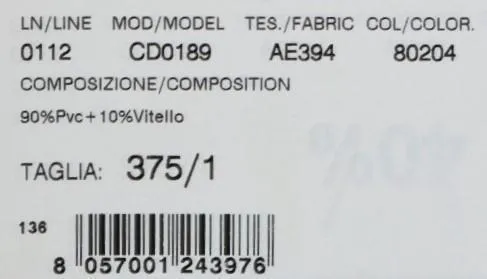 LN/LINE MOD/MODEL TES./FABRIC COL/COLOR.
0112 CD0189 AE394 80204
COMPOSIZIONE/COMPOSITION
90%Pvc+10%Vitello
TAGLIA: 375/1
136
8 057001 243976